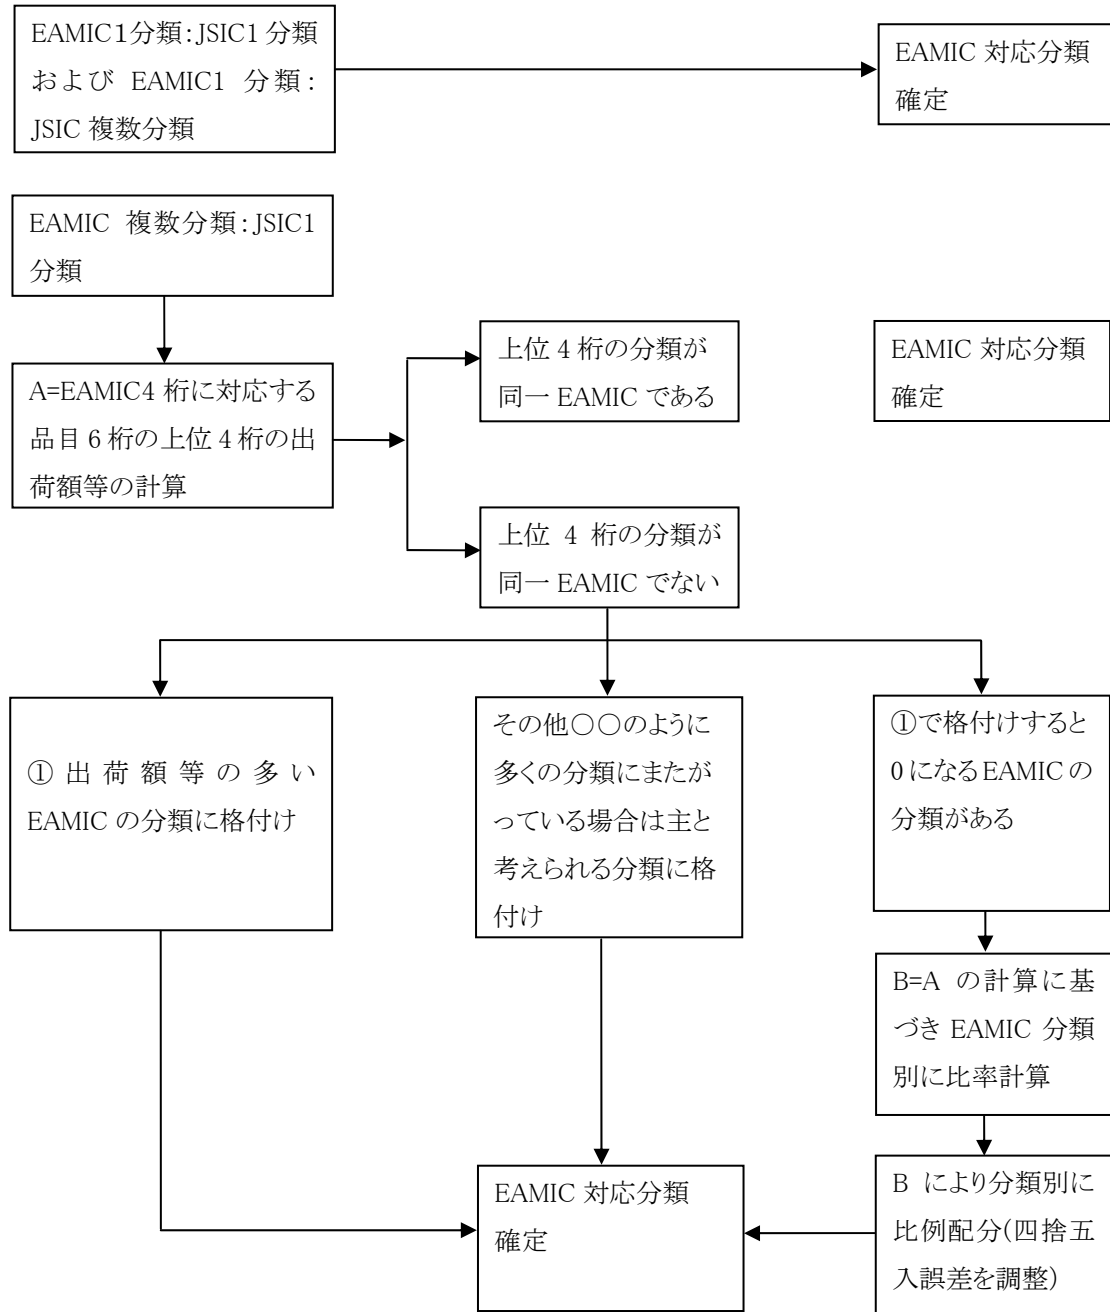 EAMIC１分類：JSIC１分類
および EAMIC1 分類：
JSIC 複数分類
EAMIC 対応分類
確定
EAMIC 複数分類：JSIC1
分類
A=EAMIC4 桁に対応する
品目 6 桁の上位 4 桁の出
荷額等の計算
上位 4 桁の分類が
同一 EAMIC である
EAMIC 対応分類
確定
上位 4 桁の分類が
同一 EAMIC でない
①出荷額等の多い
EAMIC の分類に格付け
その他○○のように
多くの分類にまたが
っている場合は主と
考えられる分類に格
付け
①で格付けすると
0になるEAMICの
分類がある
B=A の計算に基
づき EAMIC 分類
別に比率計算
EAMIC 対応分類
確定
B により分類別に
比例配分(四捨五
入誤差を調整)